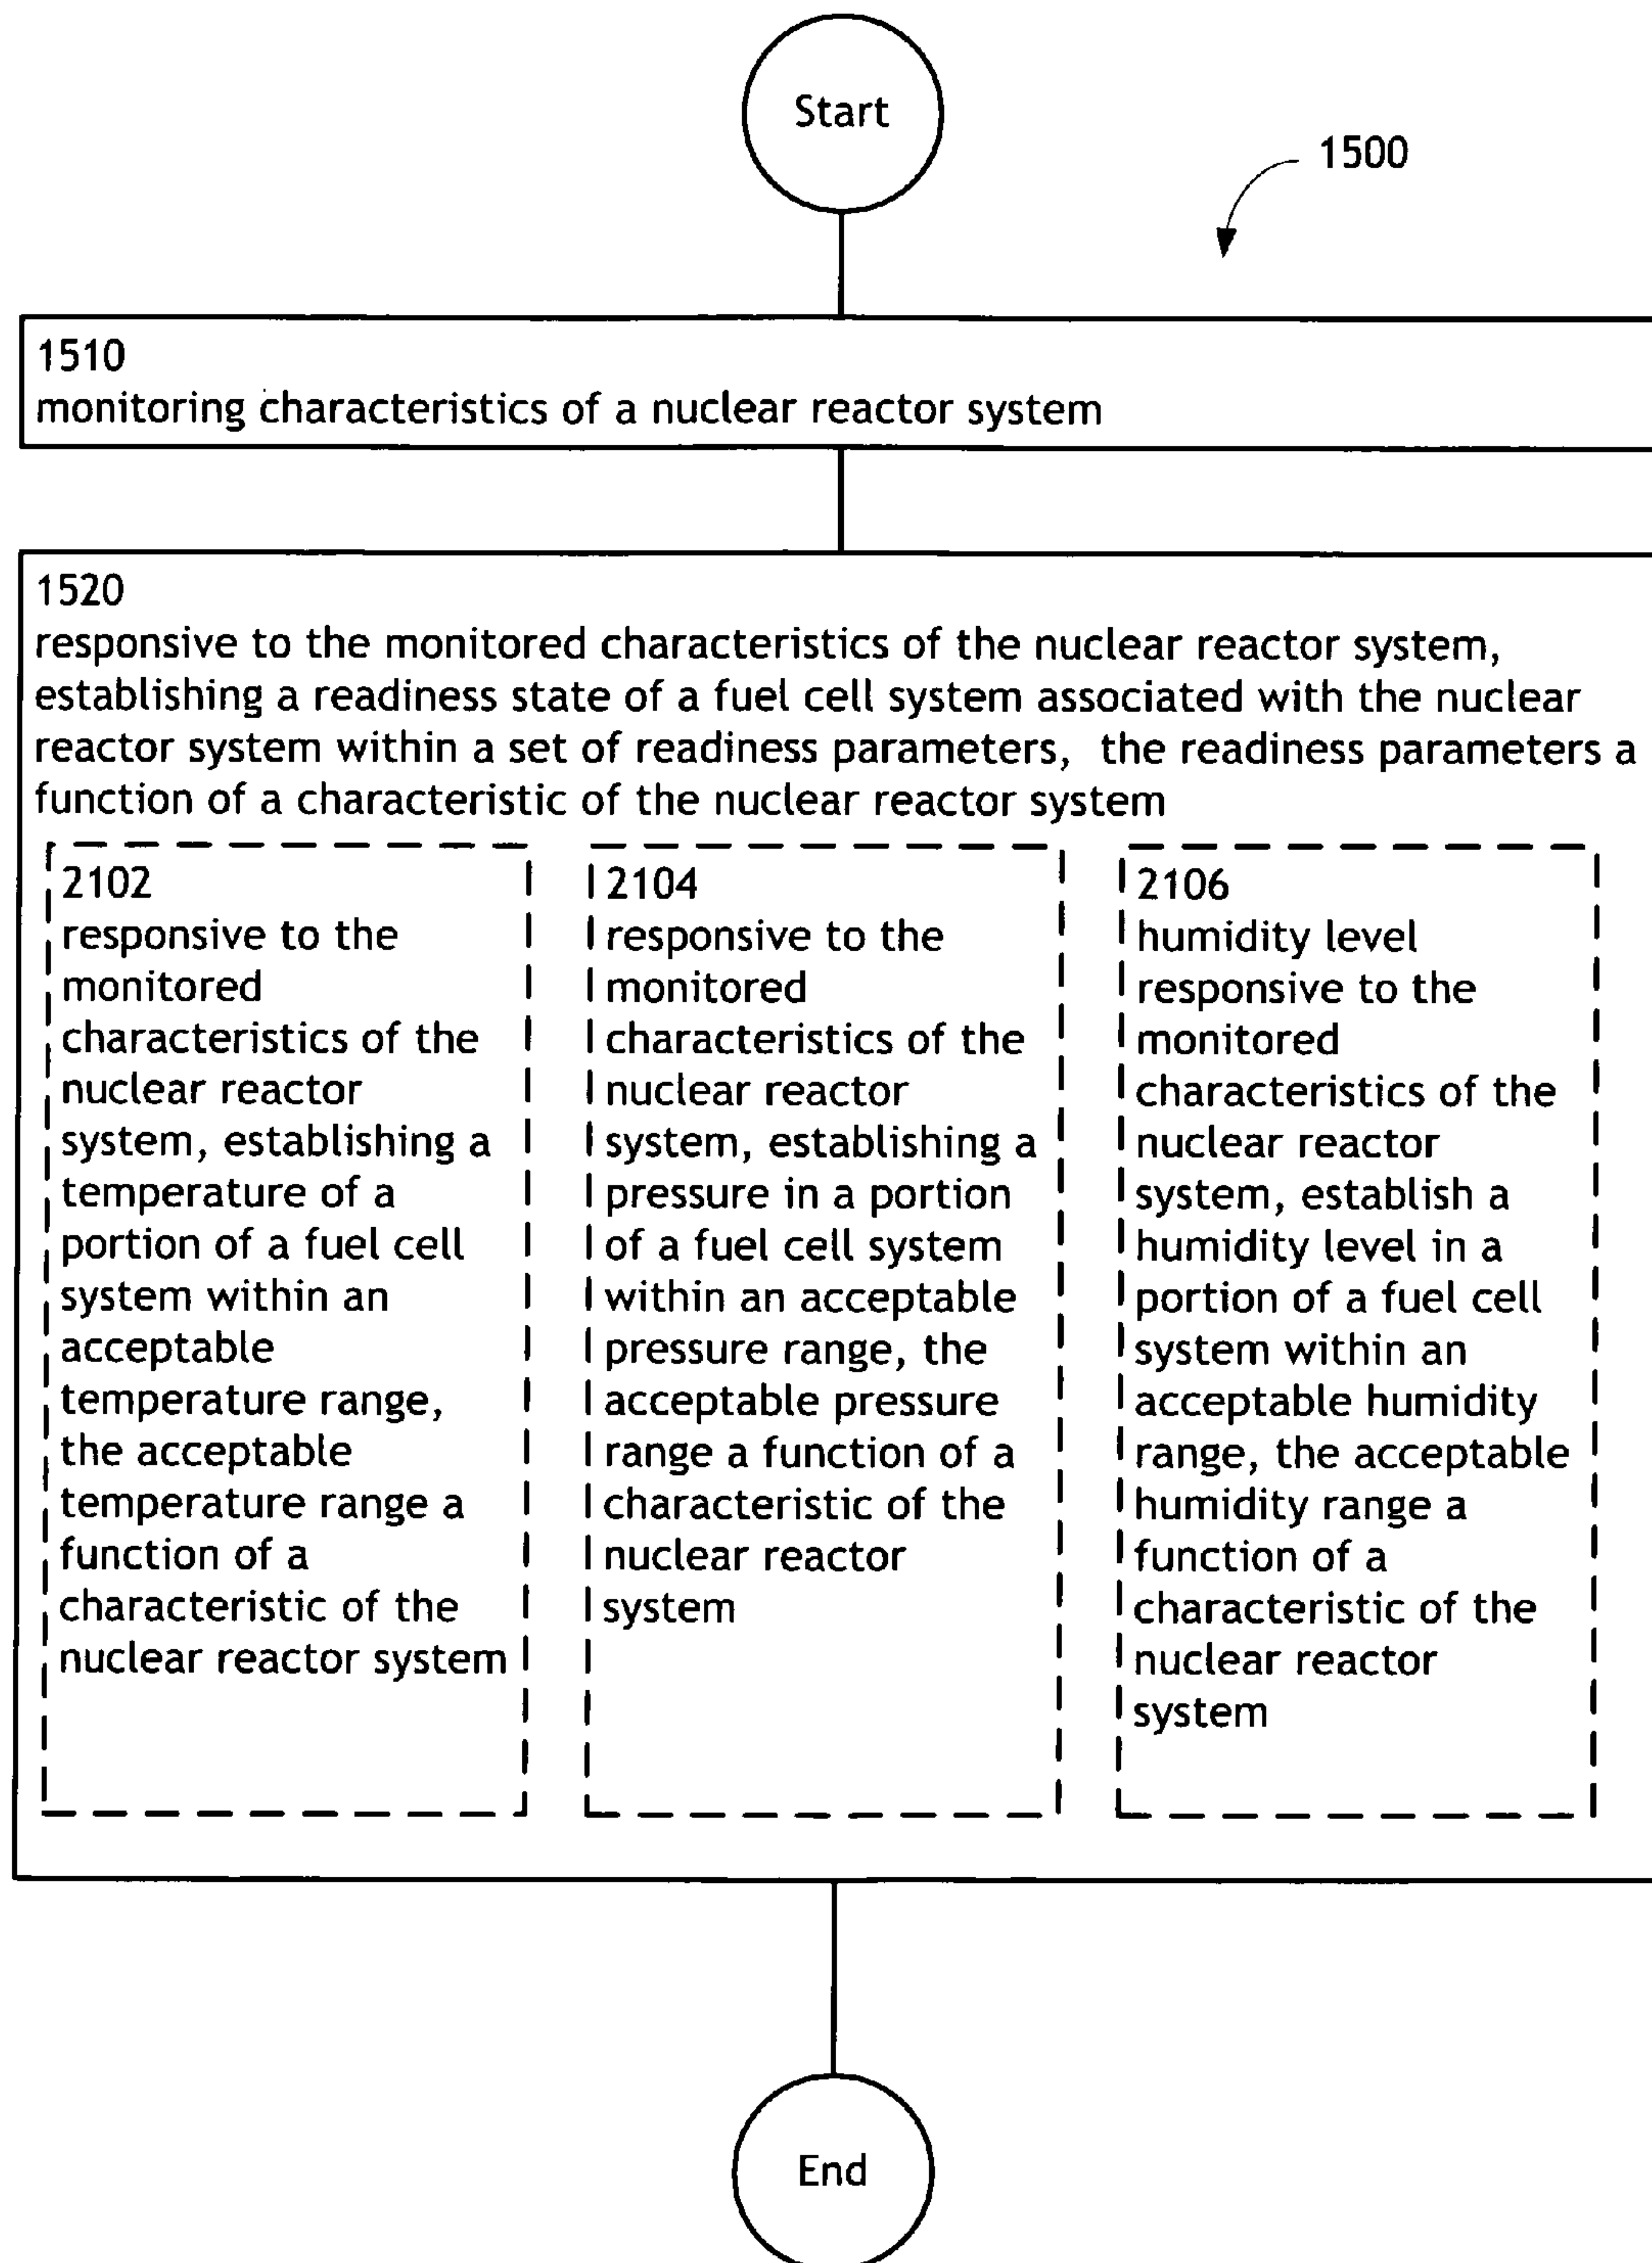 Start
1500
1510
monitoring characteristics of a nuclear reactor system
1520
responsive to the monitored characteristics of the nuclear reactor system,
establishing a readiness state of a fuel cell system associated with the nuclear
reactor system within a set of readiness parameters, the readiness parameters a
function of a characteristic of the nuclear reactor system
2102
responsive to the
monitored
characteristics of the
nuclear reactor
system, establishing a
temperature of a
portion of a fuel cell
system within an
acceptable
temperature range,
the acceptable
temperature range a
function of a
characteristic of the
nuclear reactor system
2104
responsive to the
monitored
characteristics of the
nuclear reactor
system, establishing a
pressure in a portion
of a fuel cell system
within an acceptable
pressure range, the
acceptable pressure
range a function of a
characteristic of the
nuclear reactor
system
2106
humidity level
responsive to the
monitored
characteristics of the
nuclear reactor
system, establish a
humidity level in a
portion of a fuel cell
system within an
acceptable humidity
range, the acceptable
humidity range a
function of a
characteristic of the
nuclear reactor
system
End